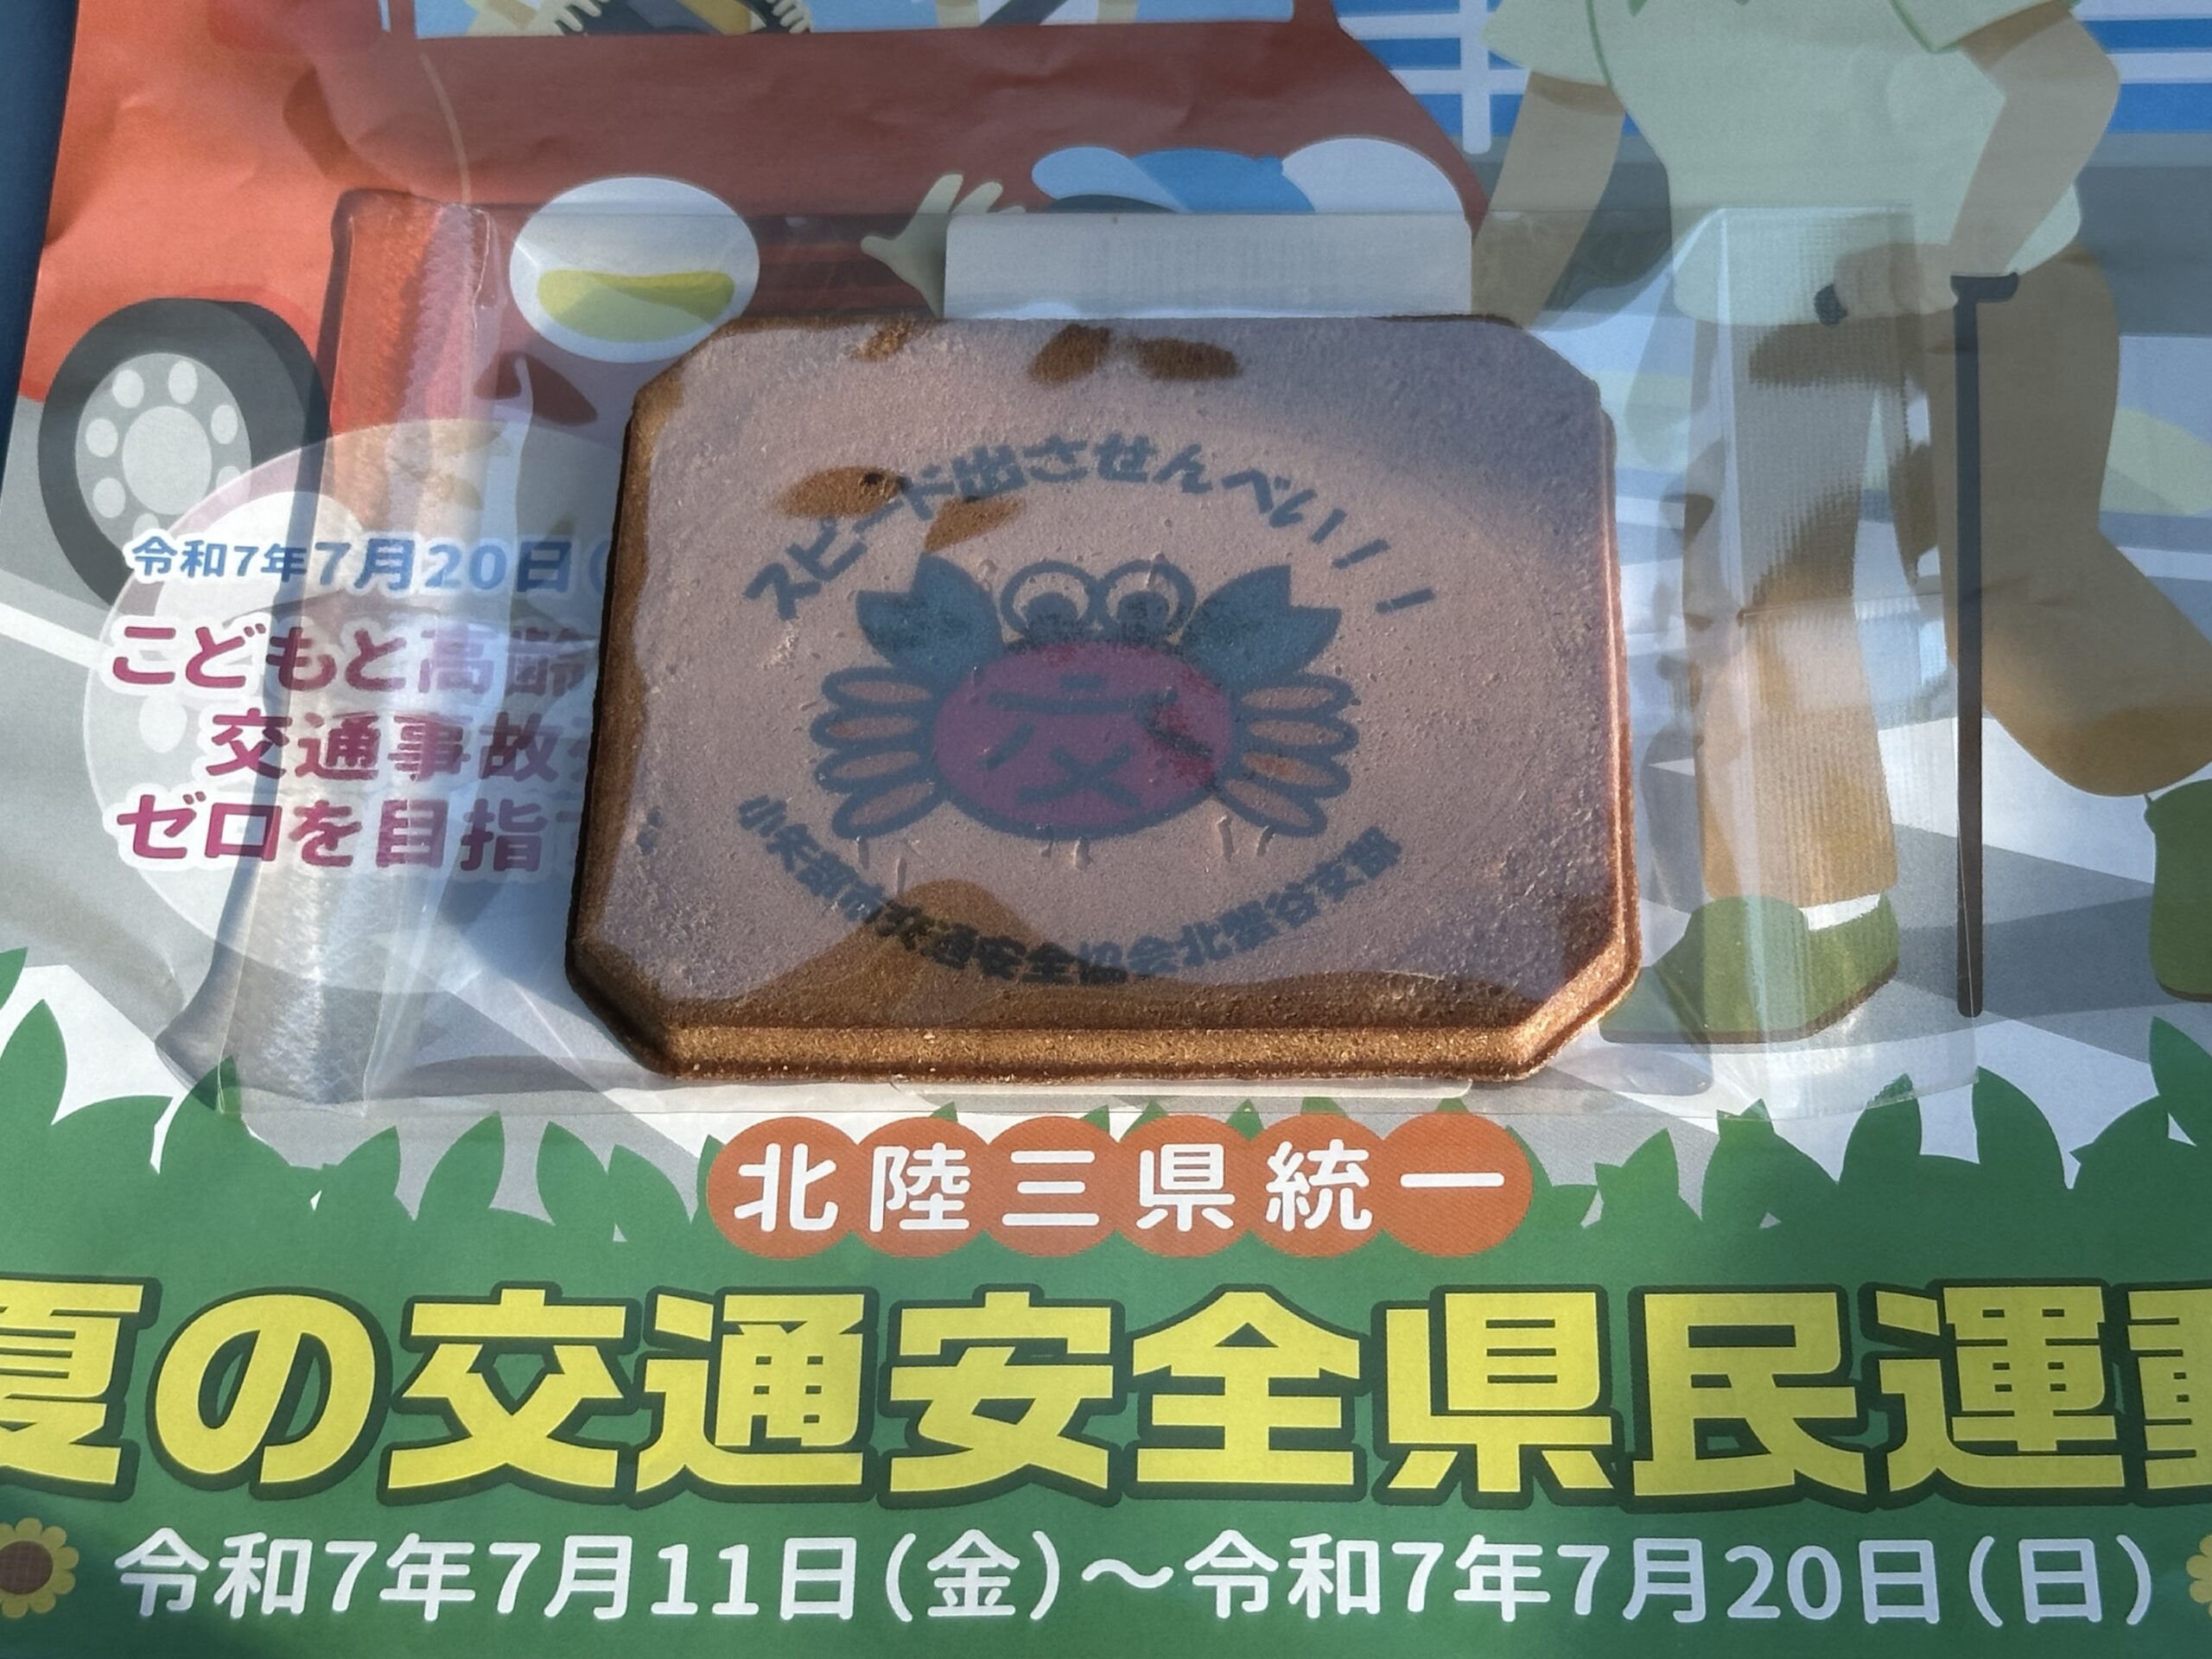 スピード出させんべい!!
交
小矢部市交通安全協会北蟹谷支部
令和7年7月20日(
こどもと高齢
交通事故
ゼロを目指
北陸三県統一
夏の交通安全県民運動
令和7年7月11日(金)～令和7年7月20日(日)